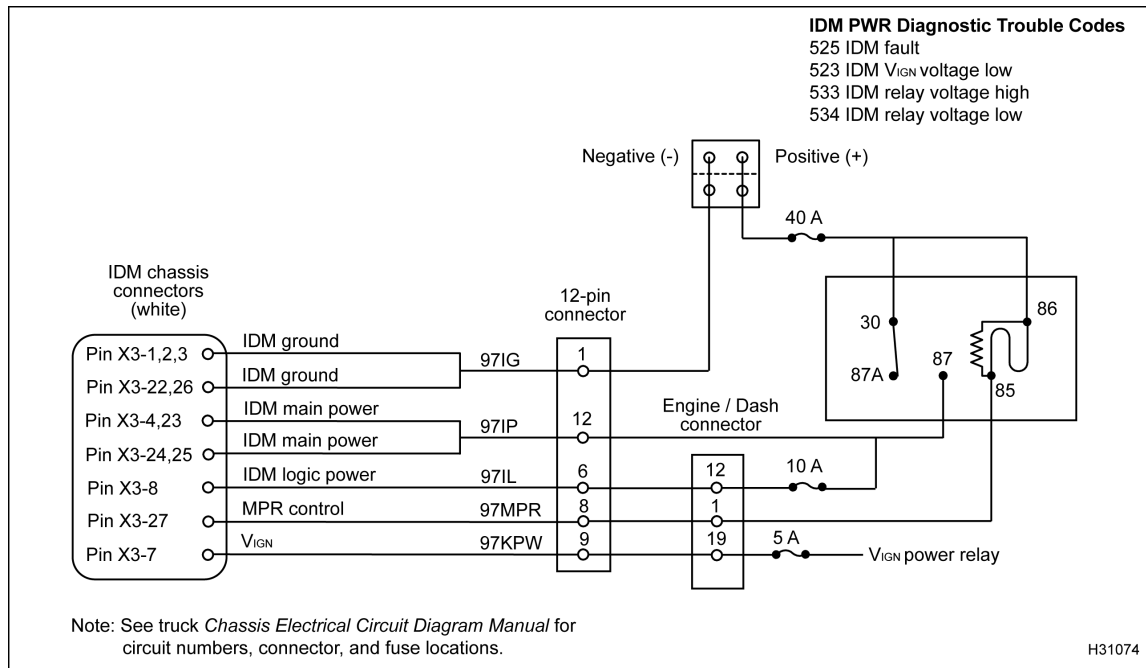 IDM PWR Diagnostic Trouble Codes
525 IDM fault
523 IDM VIGN voltage low
533 IDM relay voltage high
534 IDM relay voltage low
Negative (-)
Positive (+)
40 A
IDM chassis
connectors
(white)
12-pin
connector
Engine / Dash
connector
30
86
87A
87
85
Pin X3-1,2,3
IDM ground
97IG
1
Pin X3-22,26
IDM ground
Pin X3-4,23
IDM main power
97IP
12
Pin X3-24,25
IDM main power
Pin X3-8
IDM logic power
97IL
6
12
10 A
Pin X3-27
MPR control
97MPR
8
1
Pin X3-7
VIGN
97KPW
9
19
5 A
VIGN power relay
Note: See truck Chassis Electrical Circuit Diagram Manual for
circuit numbers, connector, and fuse locations.
H31074